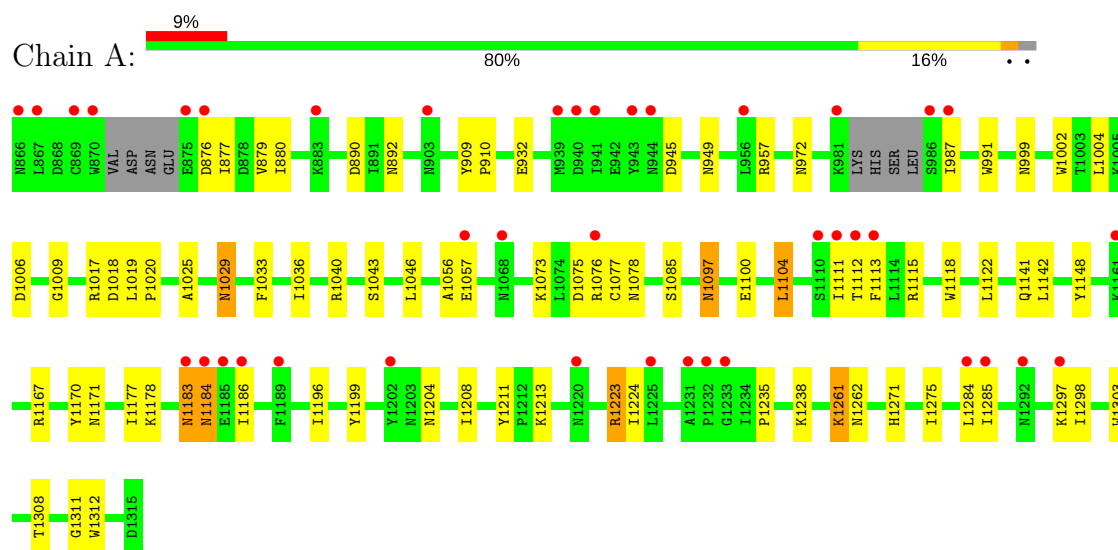 9%
Chain A:
80% 16% • •
N866 L867 D868 C869 W870 VAL ASP ASN GLU E875 D876 I877 D878 V879 I880 K883 D890 I891 N892 N903 Y909 P910 E932 M939 D940 I941 E942 Y943 N944 D945 N949 L956 R957 N972 K981 LYS HIS SER LEU S986 I987 W991 N999 W1002 T1003 L1004 K1005
D1006 G1009 R1017 D1018 L1019 P1020 A1025 N1029 F1033 I1036 R1040 S1043 L1046 A1056 E1057 N1068 K1073 L1074 D1075 R1076 C1077 N1078 S1085 N1097 E1100 L1104 S1110 I1111 T1112 F1113 L1114 R1115 W1118 L1122 Q1141 L1142 Y1148 K1161
R1167 Y1170 N1171 I1177 K1178 N1183 N1184 E1185 I1186 F1189 I1196 Y1199 Y1202 N1203 N1204 I1208 Y1211 P1212 K1213 N1220 R1223 I1224 L1225 A1231 P1232 G1233 I1234 P1235 K1238 K1261 N1262 H1271 I1275 L1284 I1285 N1292 K1297 I1298 W1303
T1308 G1311 W1312 D1315